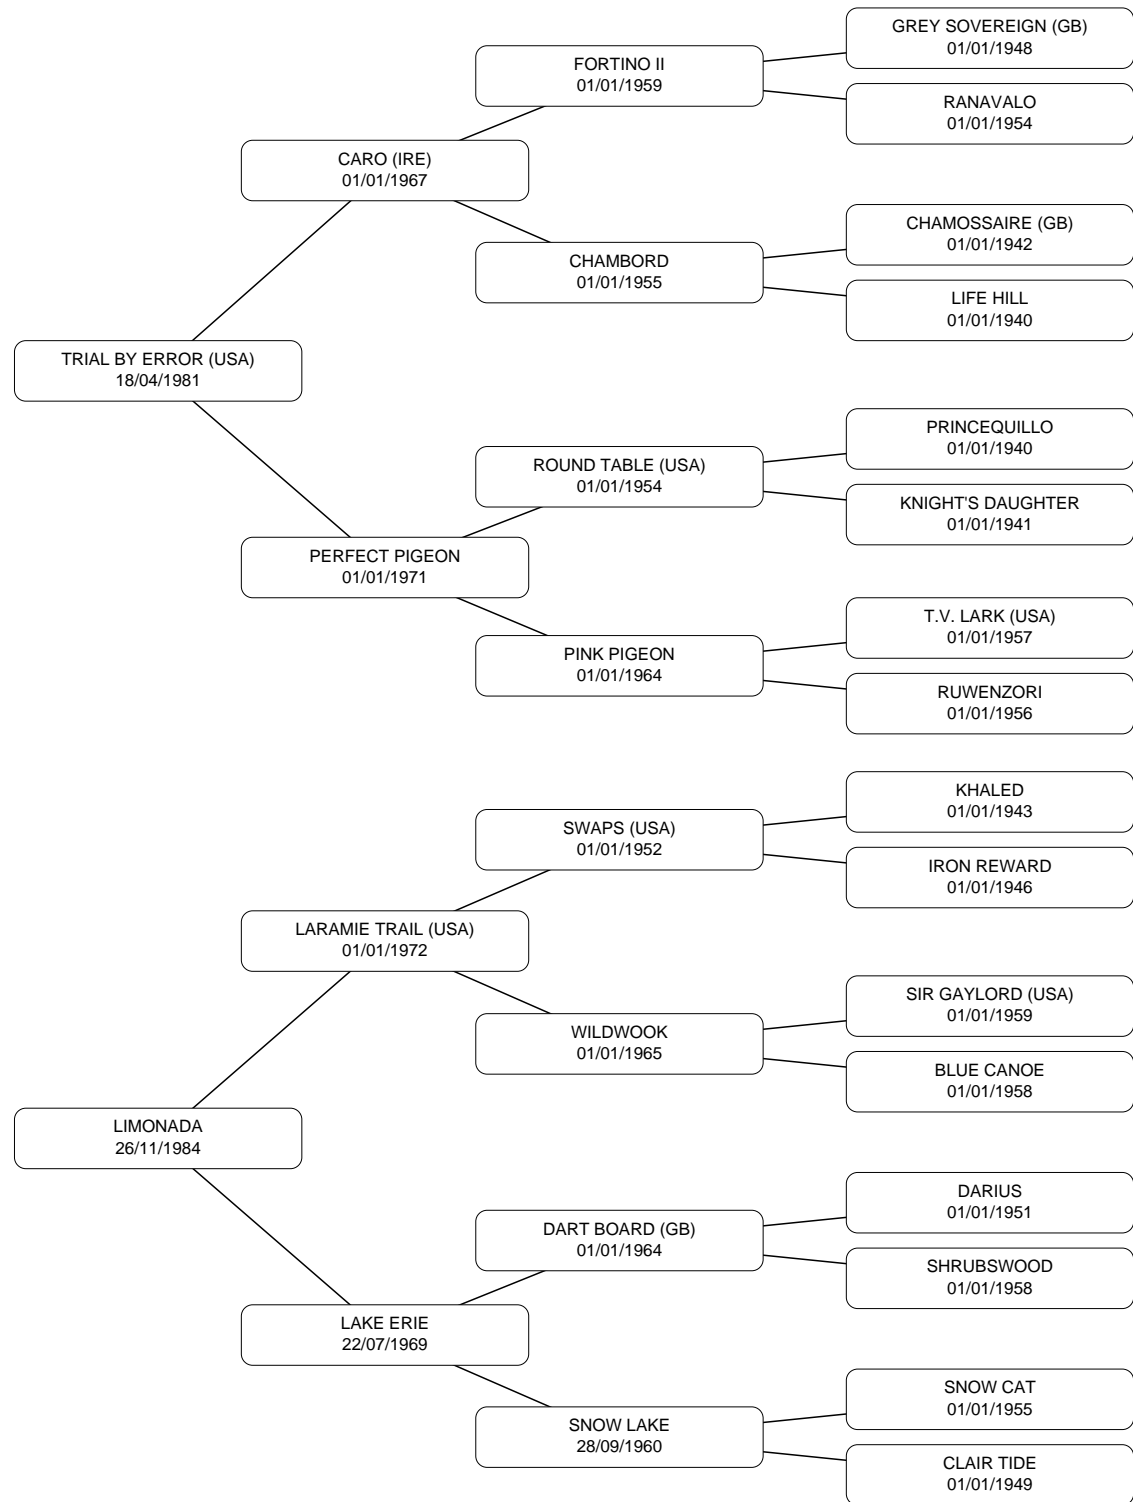 GREY SOVEREIGN (GB)
01/01/1948
FORTINO II
01/01/1959
RANAVALO
01/01/1954
CARO (IRE)
01/01/1967
CHAMOSSAIRE (GB)
01/01/1942
CHAMBORD
01/01/1955
LIFE HILL
01/01/1940
TRIAL BY ERROR (USA)
18/04/1981
PRINCEQUILLO
01/01/1940
ROUND TABLE (USA)
01/01/1954
KNIGHT'S DAUGHTER
01/01/1941
PERFECT PIGEON
01/01/1971
T.V. LARK (USA)
01/01/1957
PINK PIGEON
01/01/1964
RUWENZORI
01/01/1956
KHALED
01/01/1943
SWAPS (USA)
01/01/1952
IRON REWARD
01/01/1946
LARAMIE TRAIL (USA)
01/01/1972
SIR GAYLORD (USA)
01/01/1959
WILDWOOK
01/01/1965
BLUE CANOE
01/01/1958
LIMONADA
26/11/1984
DARIUS
01/01/1951
DART BOARD (GB)
01/01/1964
SHRUBSWOOD
01/01/1958
LAKE ERIE
22/07/1969
SNOW CAT
01/01/1955
SNOW LAKE
28/09/1960
CLAIR TIDE
01/01/1949